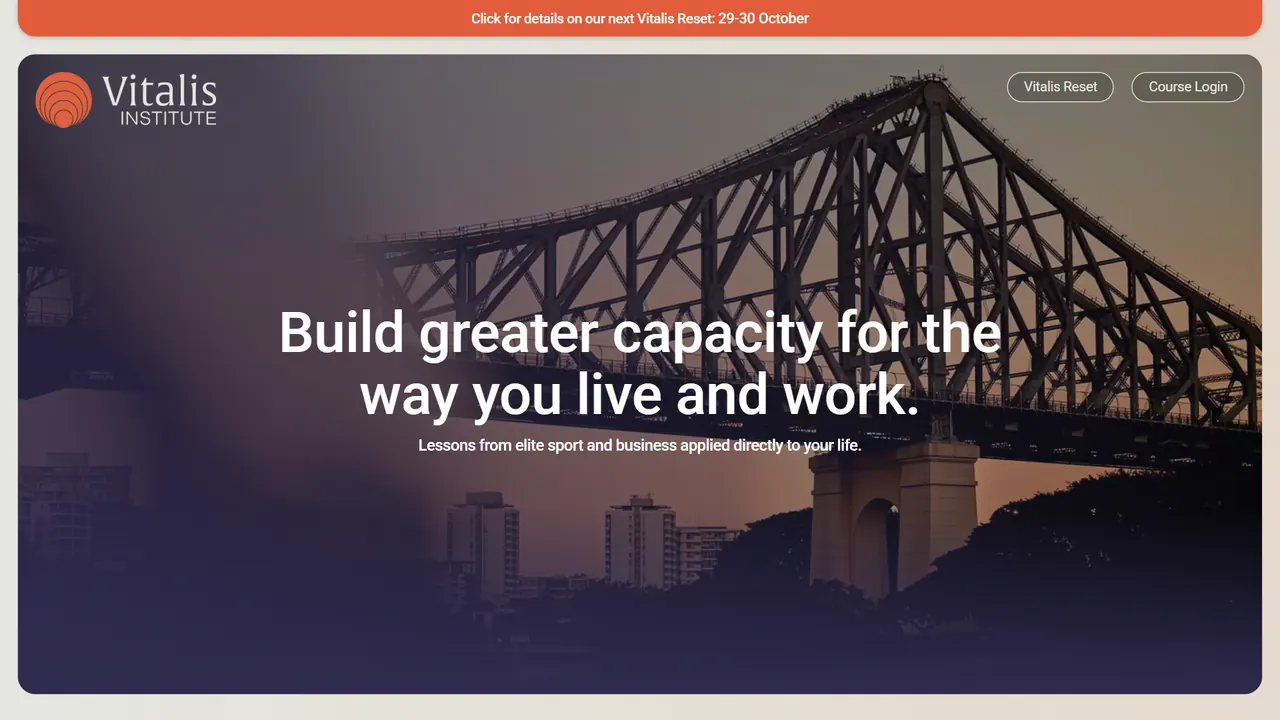 Click for details on our next Vitalis Reset: 29-30 October
Vitalis
INSTITUTE
Vitalis Reset
Course Login
Build greater capacity for the
way you live and work.
Lessons from elite sport and business applied directly to your life.